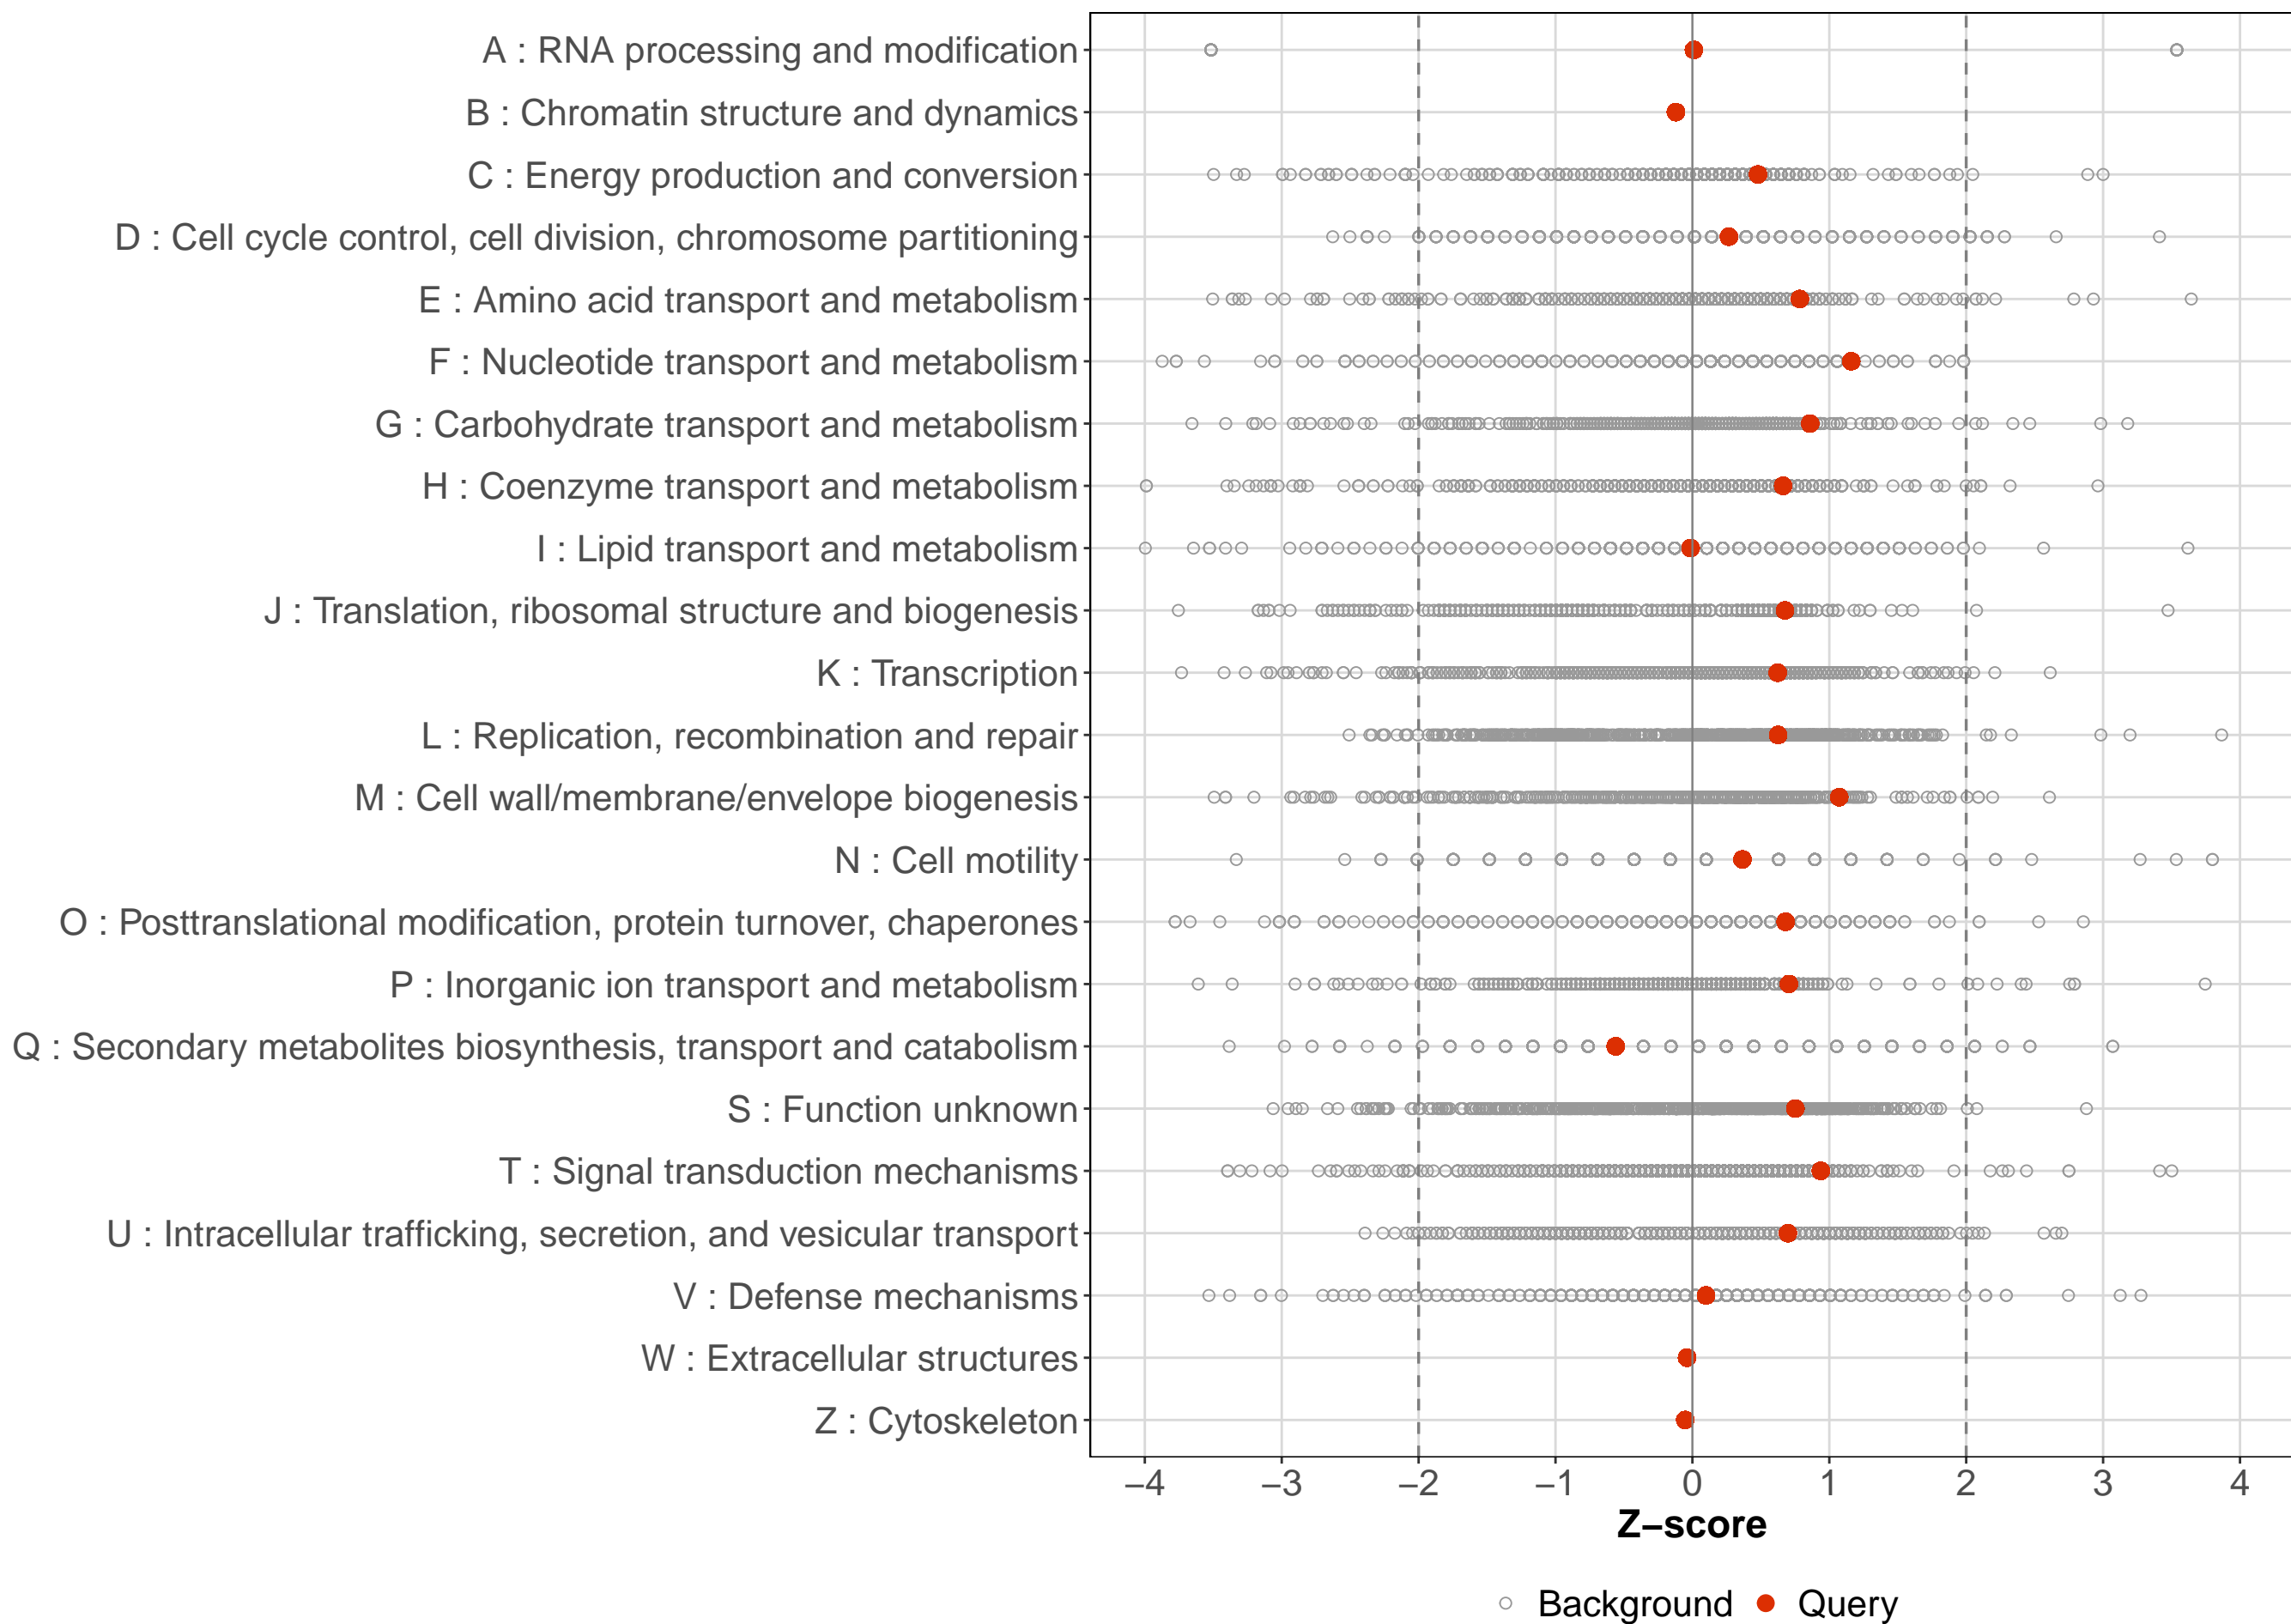 A : RNA processing and modification
B : Chromatin structure and dynamics
C : Energy production and conversion
D : Cell cycle control, cell division, chromosome partitioning
E : Amino acid transport and metabolism
F : Nucleotide transport and metabolism
G : Carbohydrate transport and metabolism
H : Coenzyme transport and metabolism
I : Lipid transport and metabolism
J : Translation, ribosomal structure and biogenesis
K : Transcription
L : Replication, recombination and repair
M : Cell wall/membrane/envelope biogenesis
N : Cell motility
O : Posttranslational modification, protein turnover, chaperones
P : Inorganic ion transport and metabolism
Q : Secondary metabolites biosynthesis, transport and catabolism
S : Function unknown
T : Signal transduction mechanisms
U : Intracellular trafficking, secretion, and vesicular transport
V : Defense mechanisms
W : Extracellular structures
Z : Cytoskeleton
−4 −3 −2 −1 0 1 2 3 4
Z−score
Background Query